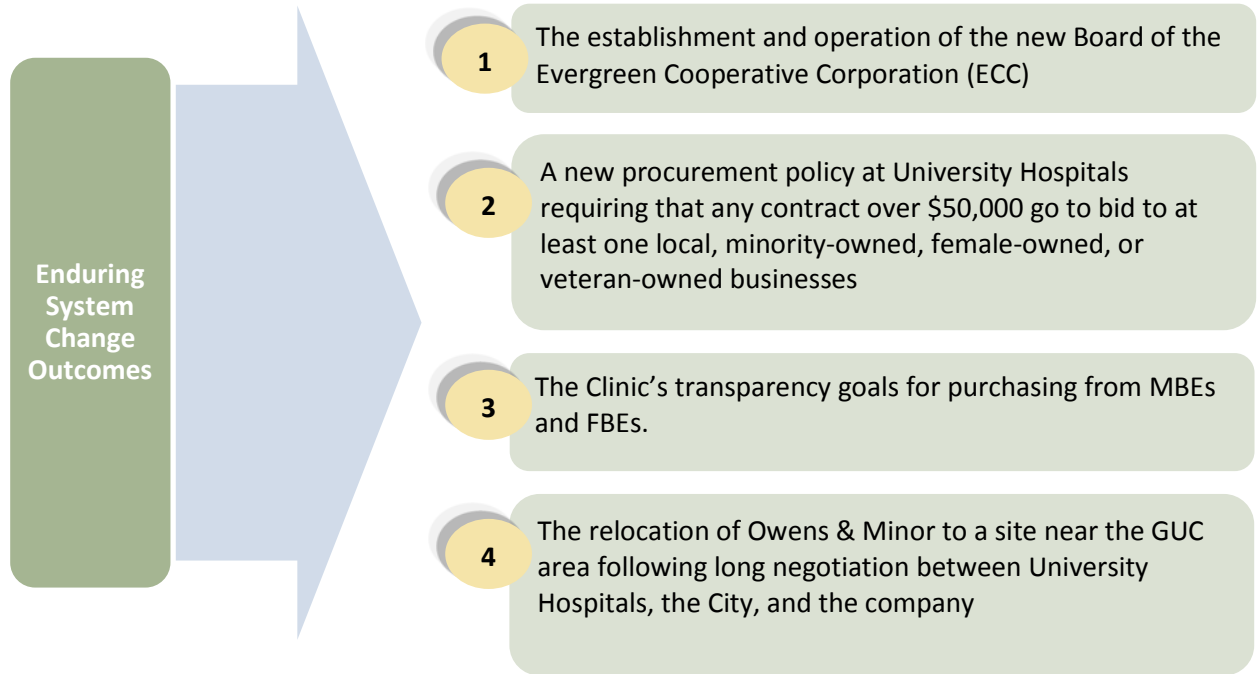 Enduring
System
Change
Outcomes
1
The establishment and operation of the new Board of the
Evergreen Cooperative Corporation (ECC)
2
A new procurement policy at University Hospitals
requiring that any contract over $50,000 go to bid to at
least one local, minority-owned, female-owned, or
veteran-owned businesses
3
The Clinic’s transparency goals for purchasing from MBEs
and FBEs.
4
The relocation of Owens & Minor to a site near the GUC
area following long negotiation between University
Hospitals, the City, and the company